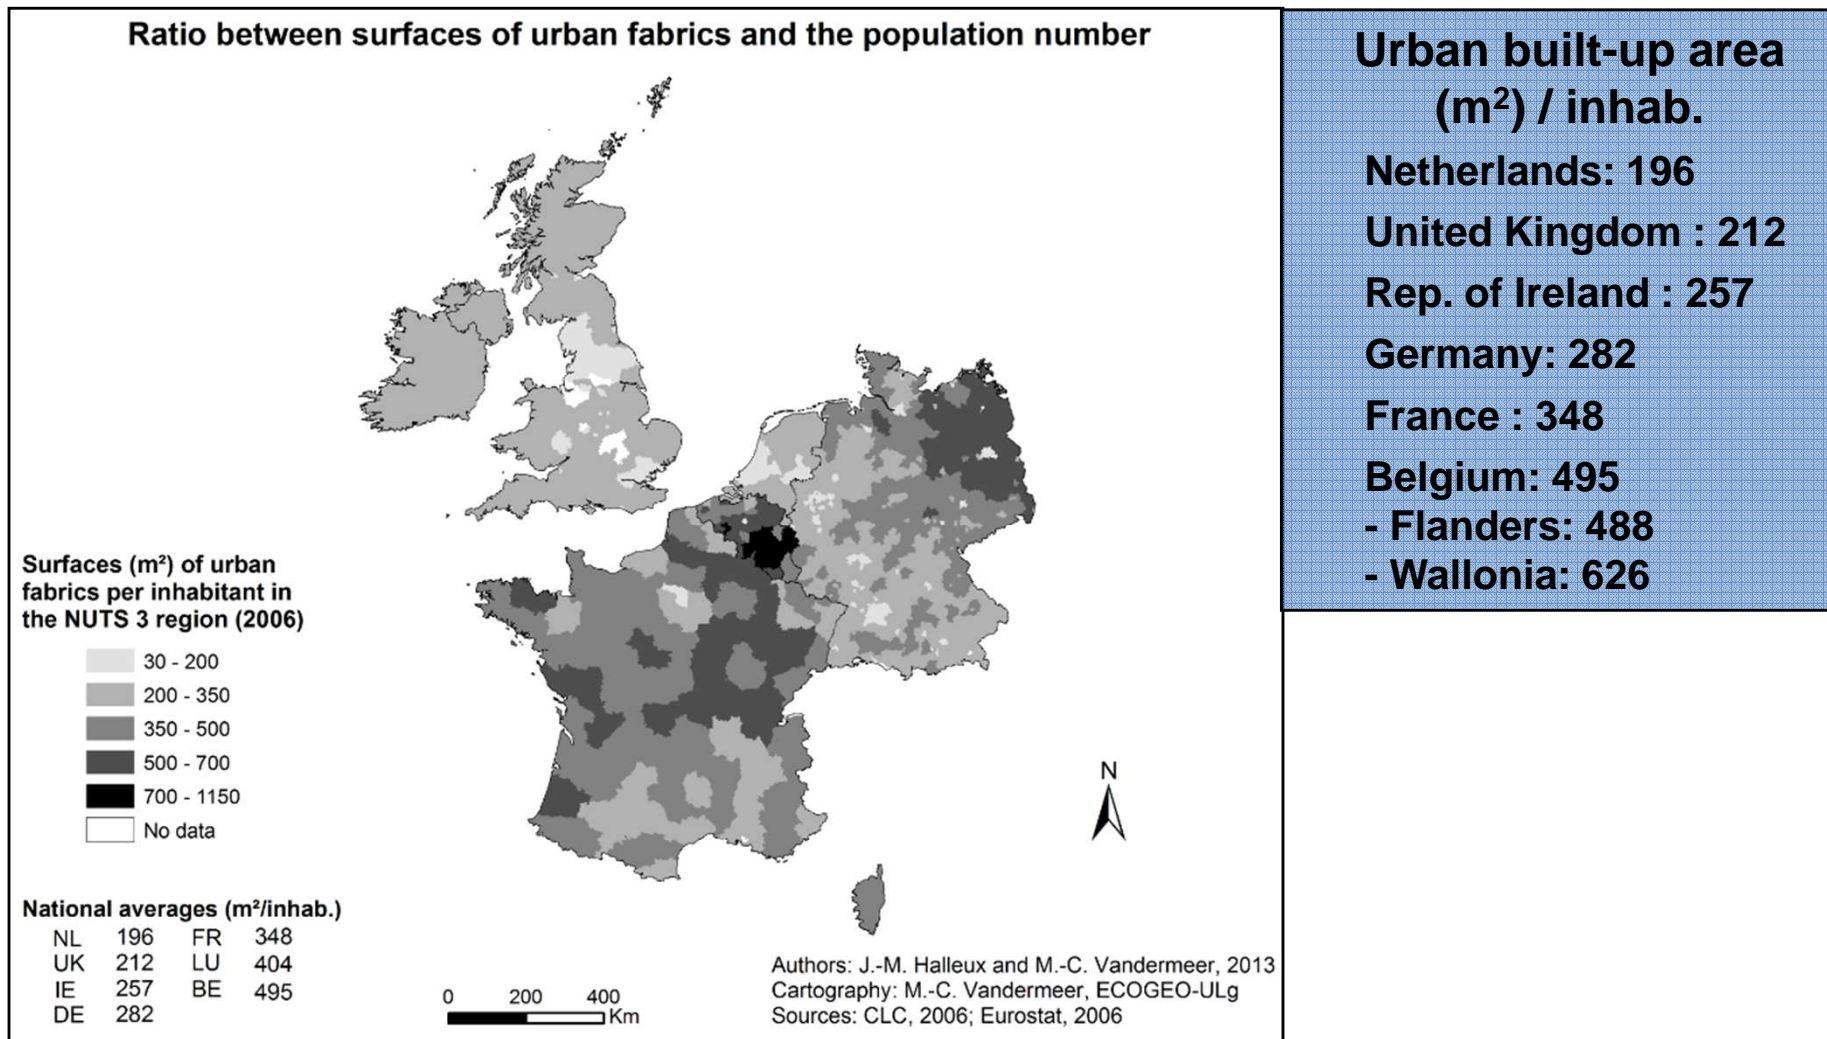 Ratio between surfaces of urban fabrics and the population number
Surfaces (m²) of urban
fabrics per inhabitant in
the NUTS 3 region (2006)
30 - 200
200 - 350
350 - 500
500 - 700
700 - 1150
No data
National averages (m²/inhab.)
NL 196 FR 348
UK 212 LU 404
IE 257 BE 495
DE 282
0 200 400
Km
N
Authors: J.-M. Halleux and M.-C. Vandermeer, 2013
Cartography: M.-C. Vandermeer, ECOGEO-ULg
Sources: CLC, 2006; Eurostat, 2006
Urban built-up area
(m²) / inhab.
Netherlands: 196
United Kingdom : 212
Rep. of Ireland : 257
Germany: 282
France : 348
Belgium: 495
- Flanders: 488
- Wallonia: 626